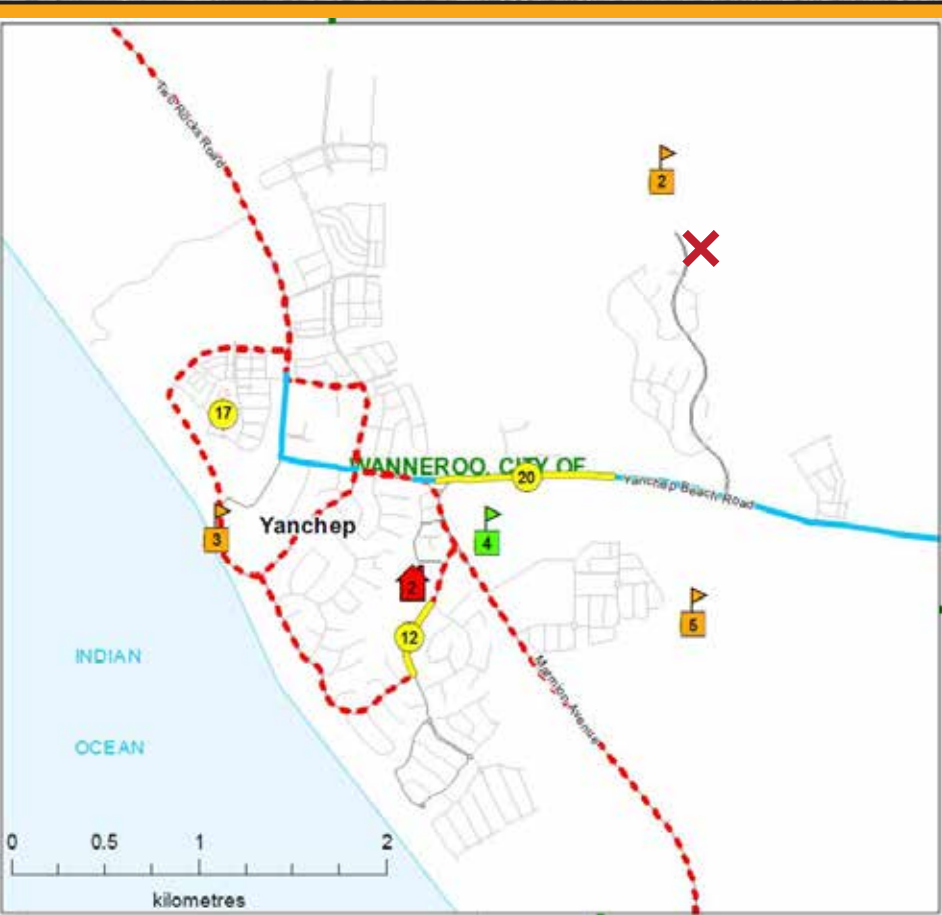 Two Rocks Road
2
17
WANNEROO, CITY OF
20
Yanchep Beach Road
3
Yanchep
4
2
5
12
INDIAN
Marmion Avenue
OCEAN
0 0.5 1 2
kilometres